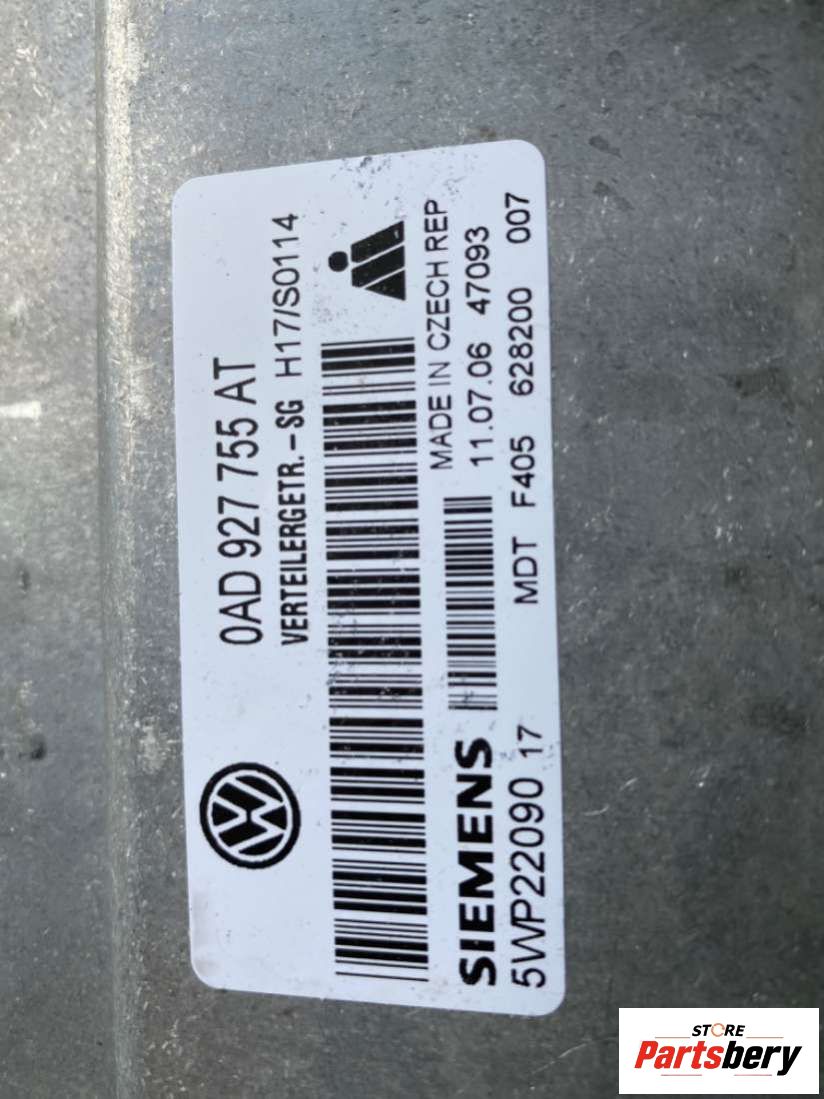 0AD 927 755 AT
VERTEILERGETR.-SG H17/S0114
MADE IN CZECH REP
11.07.06 47093
SIEMENS
5WP22090 17 MDT F405 628200 007
STORE
Partsbery